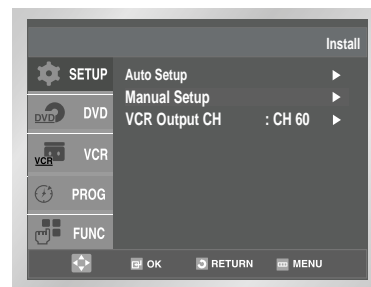 Install
SETUP
DVD DVD
VCR VCR
PROG
FUNC
Auto Setup
Manual Setup
VCR Output CH : CH 60
OK RETURN MENU